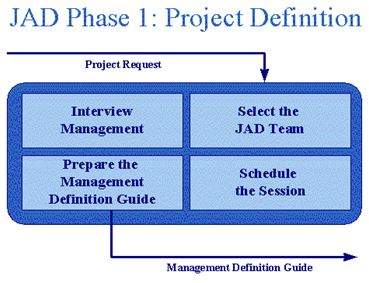 JAD Phase 1: Project Definition
Project Request
Interview
Management
Select the
JAD Team
Prepare the
Management
Definition Guide
Schedule
the Session
Management Definition Guide